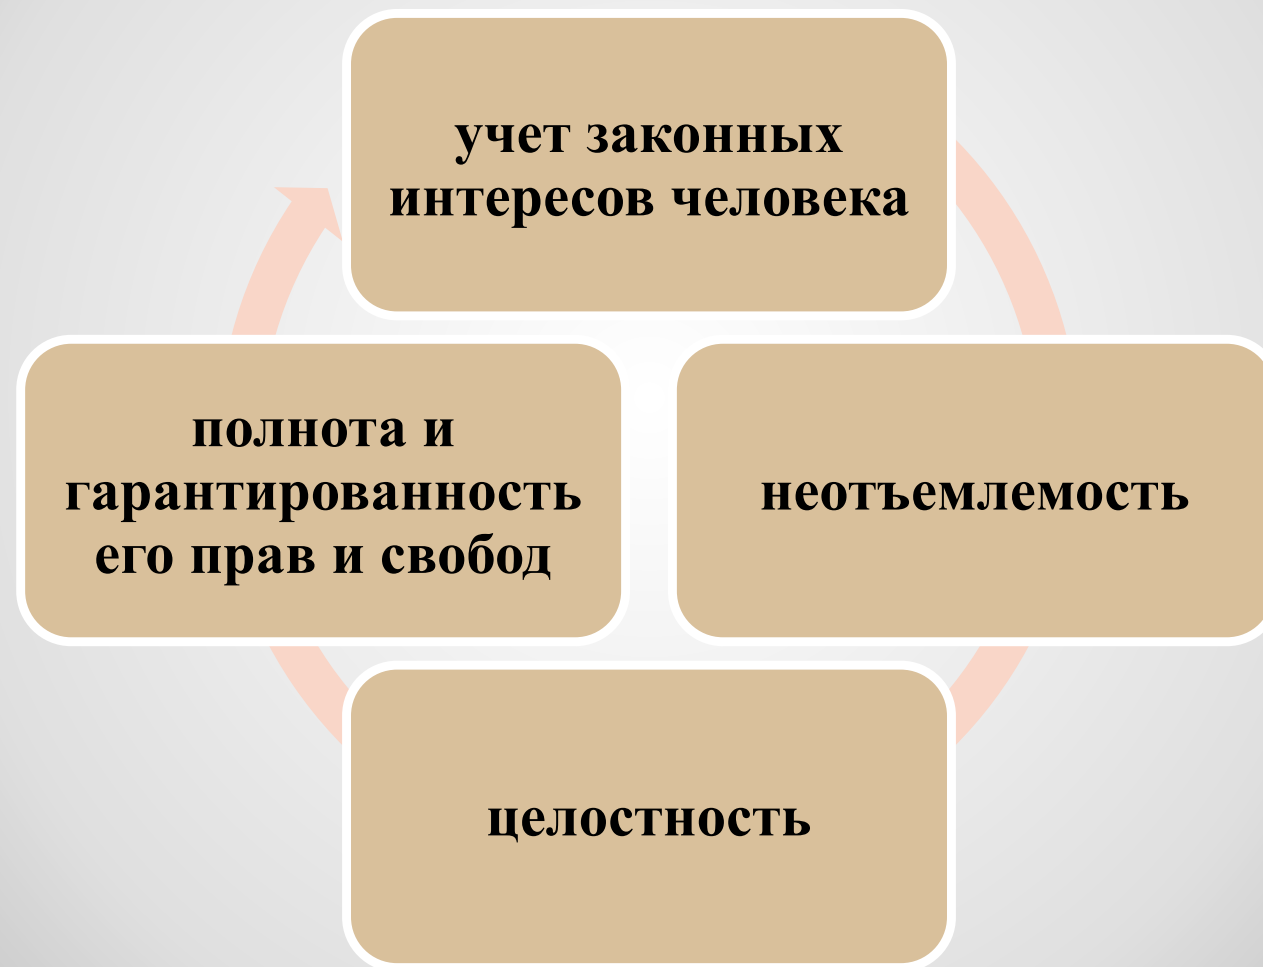 учет законных
интересов человека
полнота и
гарантированность
его прав и свобод
неотъемлемость
целостность